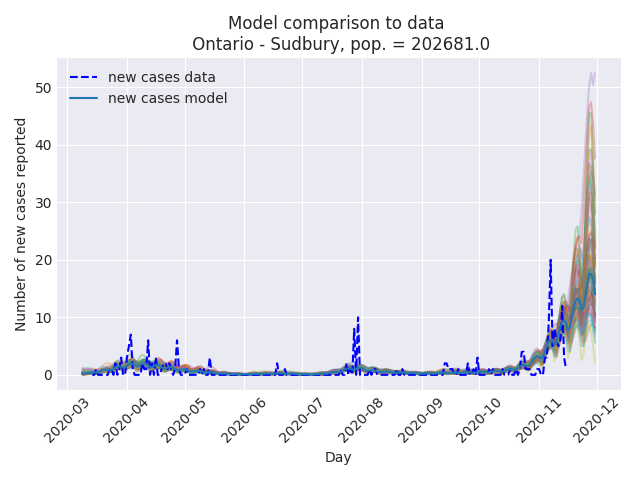 Model comparison to data
Ontario - Sudbury, pop. = 202681.0
new cases data
new cases model
Number of new cases reported
50
40
30
20
10
0
2020-03
2020-04
2020-05
2020-06
2020-07
2020-08
2020-09
2020-10
2020-11
2020-12
Day